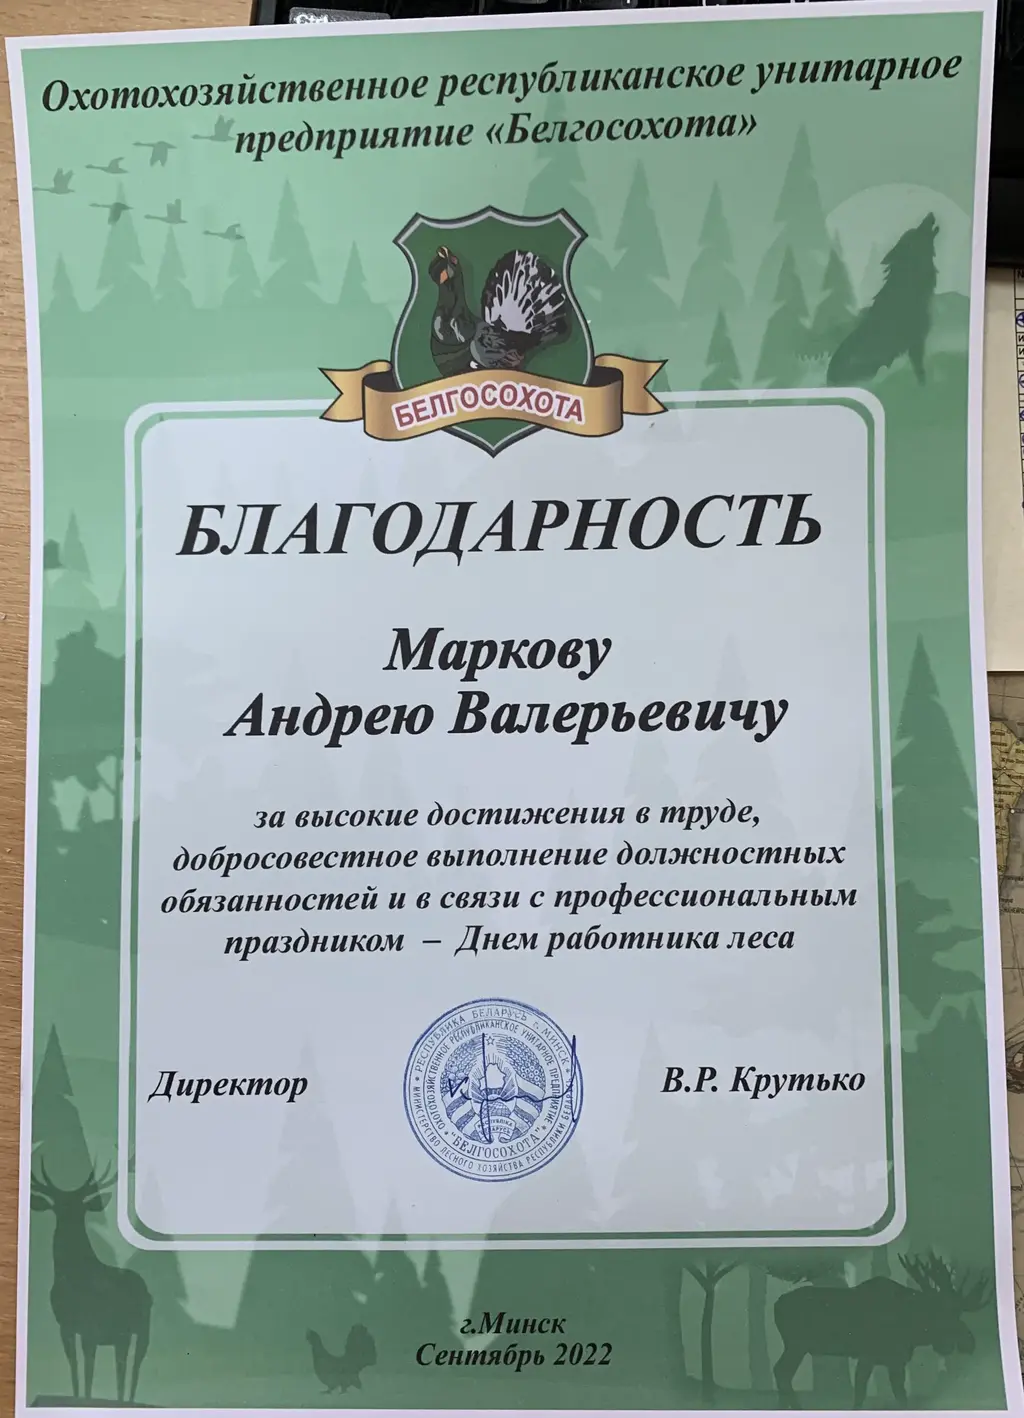 Ctrl
Охотохозяйственное республиканское унитарное
предприятие «Белгосохота»
БЕЛГОСОХОТА
БЛАГОДАРНОСТЬ
Маркову
Андрею Валерьевичу
за высокие достижения в труде,
добросовестное выполнение должностных
обязанностей и в связи с профессиональным
праздником – Днем работника леса
РЕСПУБЛИКА БЕЛАРУСЬ г. МИНСК
МИНИСТЕРСТВО ЛЕСНОГО ХОЗЯЙСТВА РЕСПУБЛИКИ БЕЛАРУСЬ
ОХОТОХОЗЯЙСТВЕННОЕ РЕСПУБЛИКАНСКОЕ УНИТАРНОЕ ПРЕДПРИЯТИЕ
"БЕЛГОСОХОТА"
Директор
В.Р. Крутько
г.Минск
Сентябрь 2022